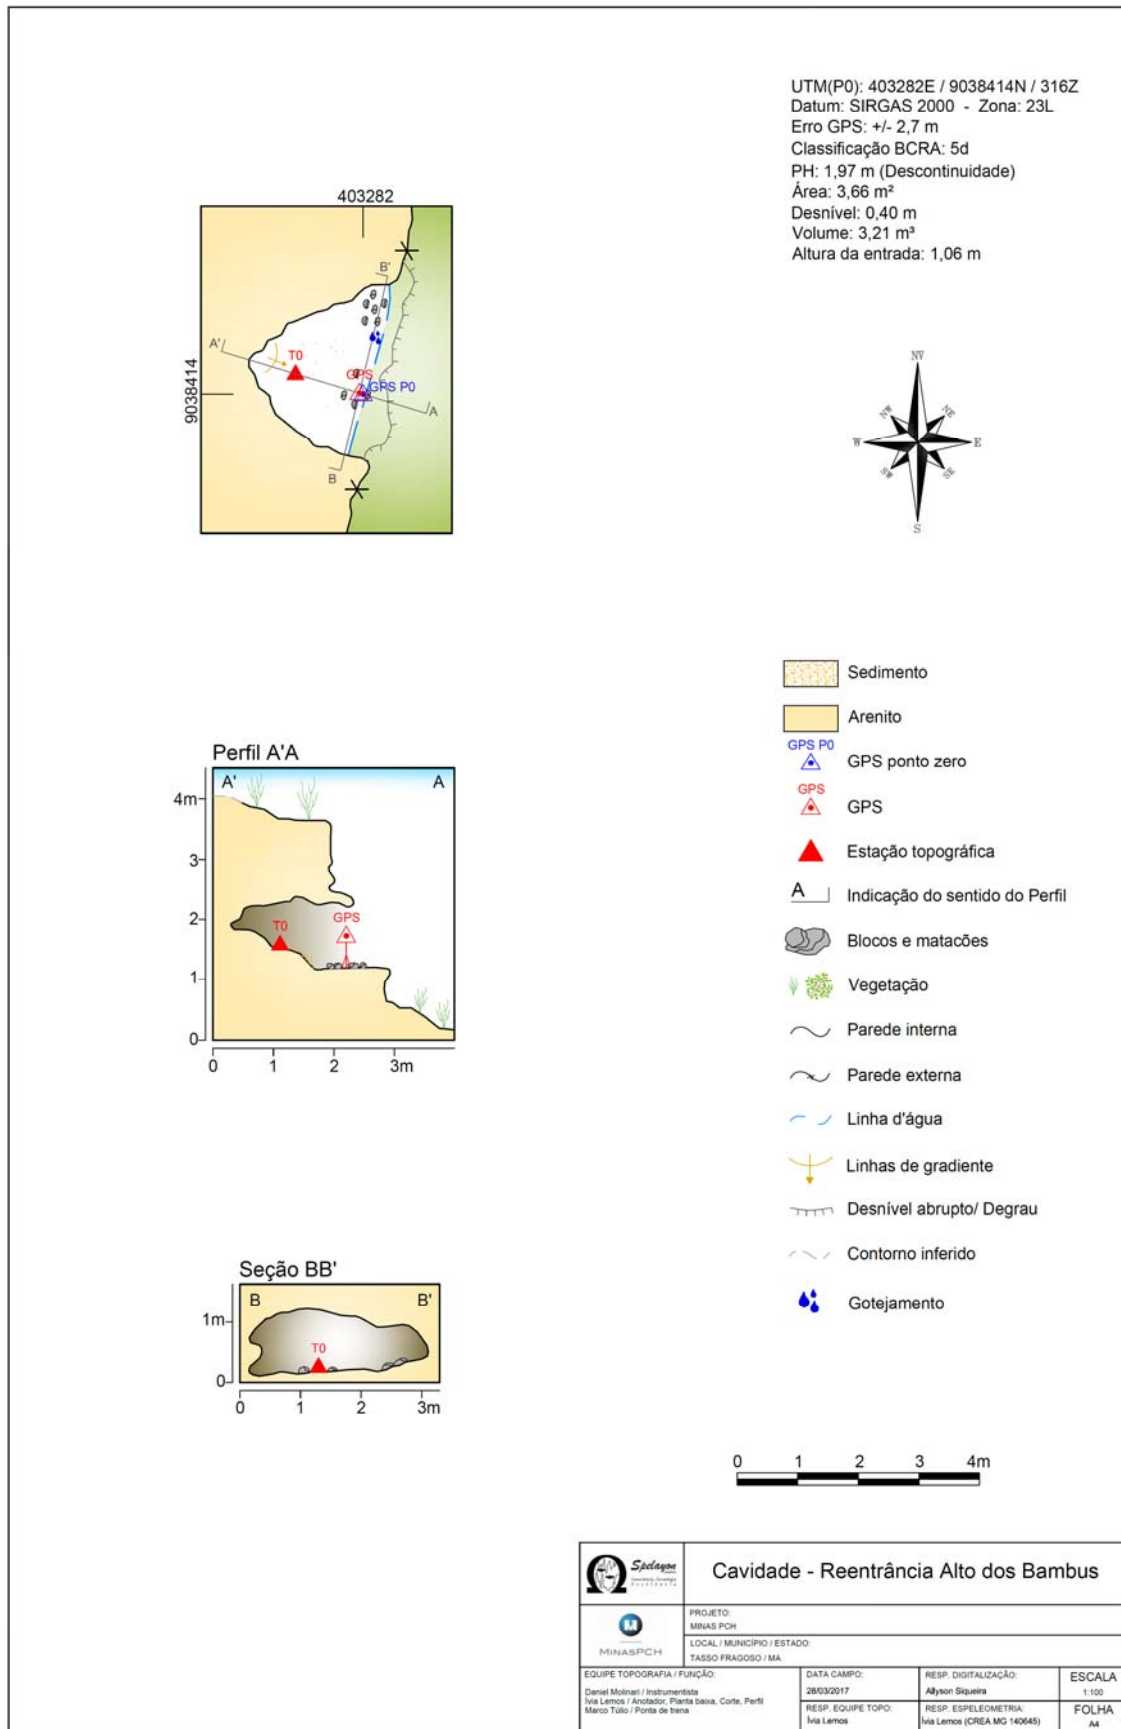 UTM(P0): 403282E / 9038414N / 316Z
Datum: SIRGAS 2000 - Zona: 23L
Erro GPS: +/- 2,7 m
Classificação BCRA: 5d
PH: 1,97 m (Descontinuidade)
Área: 3,66 m²
Desnível: 0,40 m
Volume: 3,21 m³
Altura da entrada: 1,06 m
403282
9038414
B'
A'
T0
GPS
GPS P0
A
B
NV
NW
NE
W
E
SW
SE
S
Sedimento
Arenito
GPS P0
GPS ponto zero
GPS
GPS
Estação topográfica
A
Indicação do sentido do Perfil
Blocos e matacões
Vegetação
Parede interna
Parede externa
Linha d'água
Linhas de gradiente
Desnível abrupto/ Degrau
Contorno inferido
Gotejamento
Perfil A'A
A'
A
4m
3
2
1
0
T0
GPS
0
1
2
3m
Seção BB'
B
B'
1m
0
T0
0
1
2
3m
0
1
2
3
4m
Spelayon
Cavidade - Reentrância Alto dos Bambus
MINASPCH
PROJETO:
MINAS PCH
LOCAL / MUNICÍPIO / ESTADO:
TASSO FRAGOSO / MA
EQUIPE TOPOGRAFIA / FUNÇÃO:
Daniel Molinari / Instrumentista
Ívia Lemos / Anotador, Planta baixa, Corte, Perfil
Marco Túlio / Ponta de trena
DATA CAMPO:
28/03/2017
RESP. EQUIPE TOPO:
Ívia Lemos
RESP. DIGITALIZAÇÃO:
Allyson Siqueira
RESP. ESPELEOMETRIA:
Ívia Lemos (CREA MG 140645)
ESCALA
1:100
FOLHA
A4